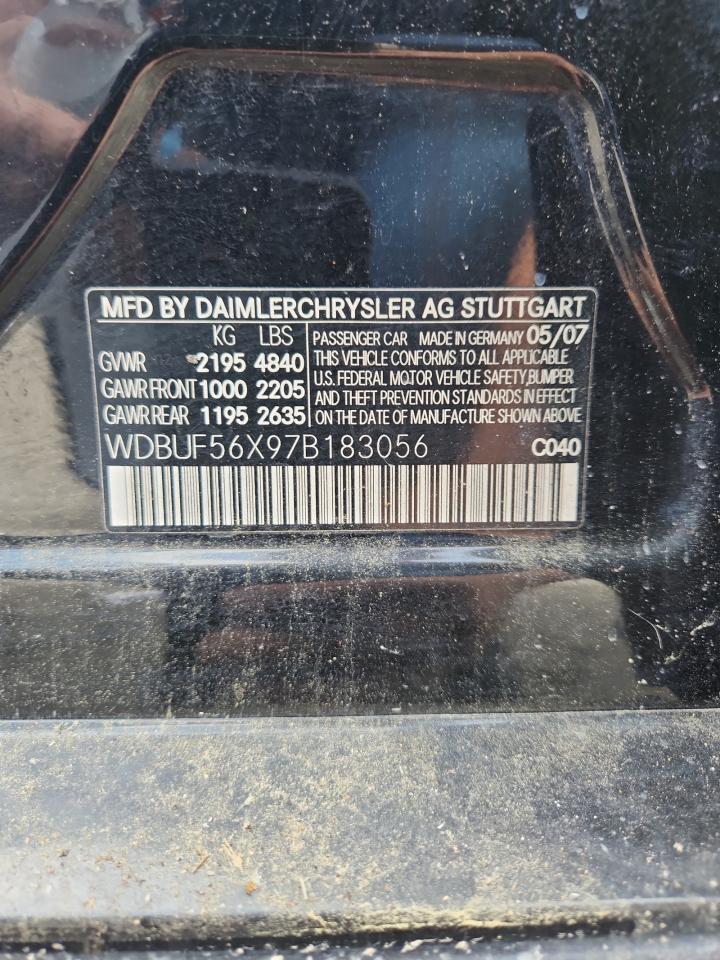 MFD BY DAIMLERCHRYSLER AG STUTTGART
KG LBS
GVWR 2195 4840
GAWR FRONT 1000 2205
GAWR REAR 1195 2635
PASSENGER CAR MADE IN GERMANY 05/07
THIS VEHICLE CONFORMS TO ALL APPLICABLE
U.S. FEDERAL MOTOR VEHICLE SAFETY, BUMPER
AND THEFT PREVENTION STANDARDS IN EFFECT
ON THE DATE OF MANUFACTURE SHOWN ABOVE
WDBUF56X97B183056 C040